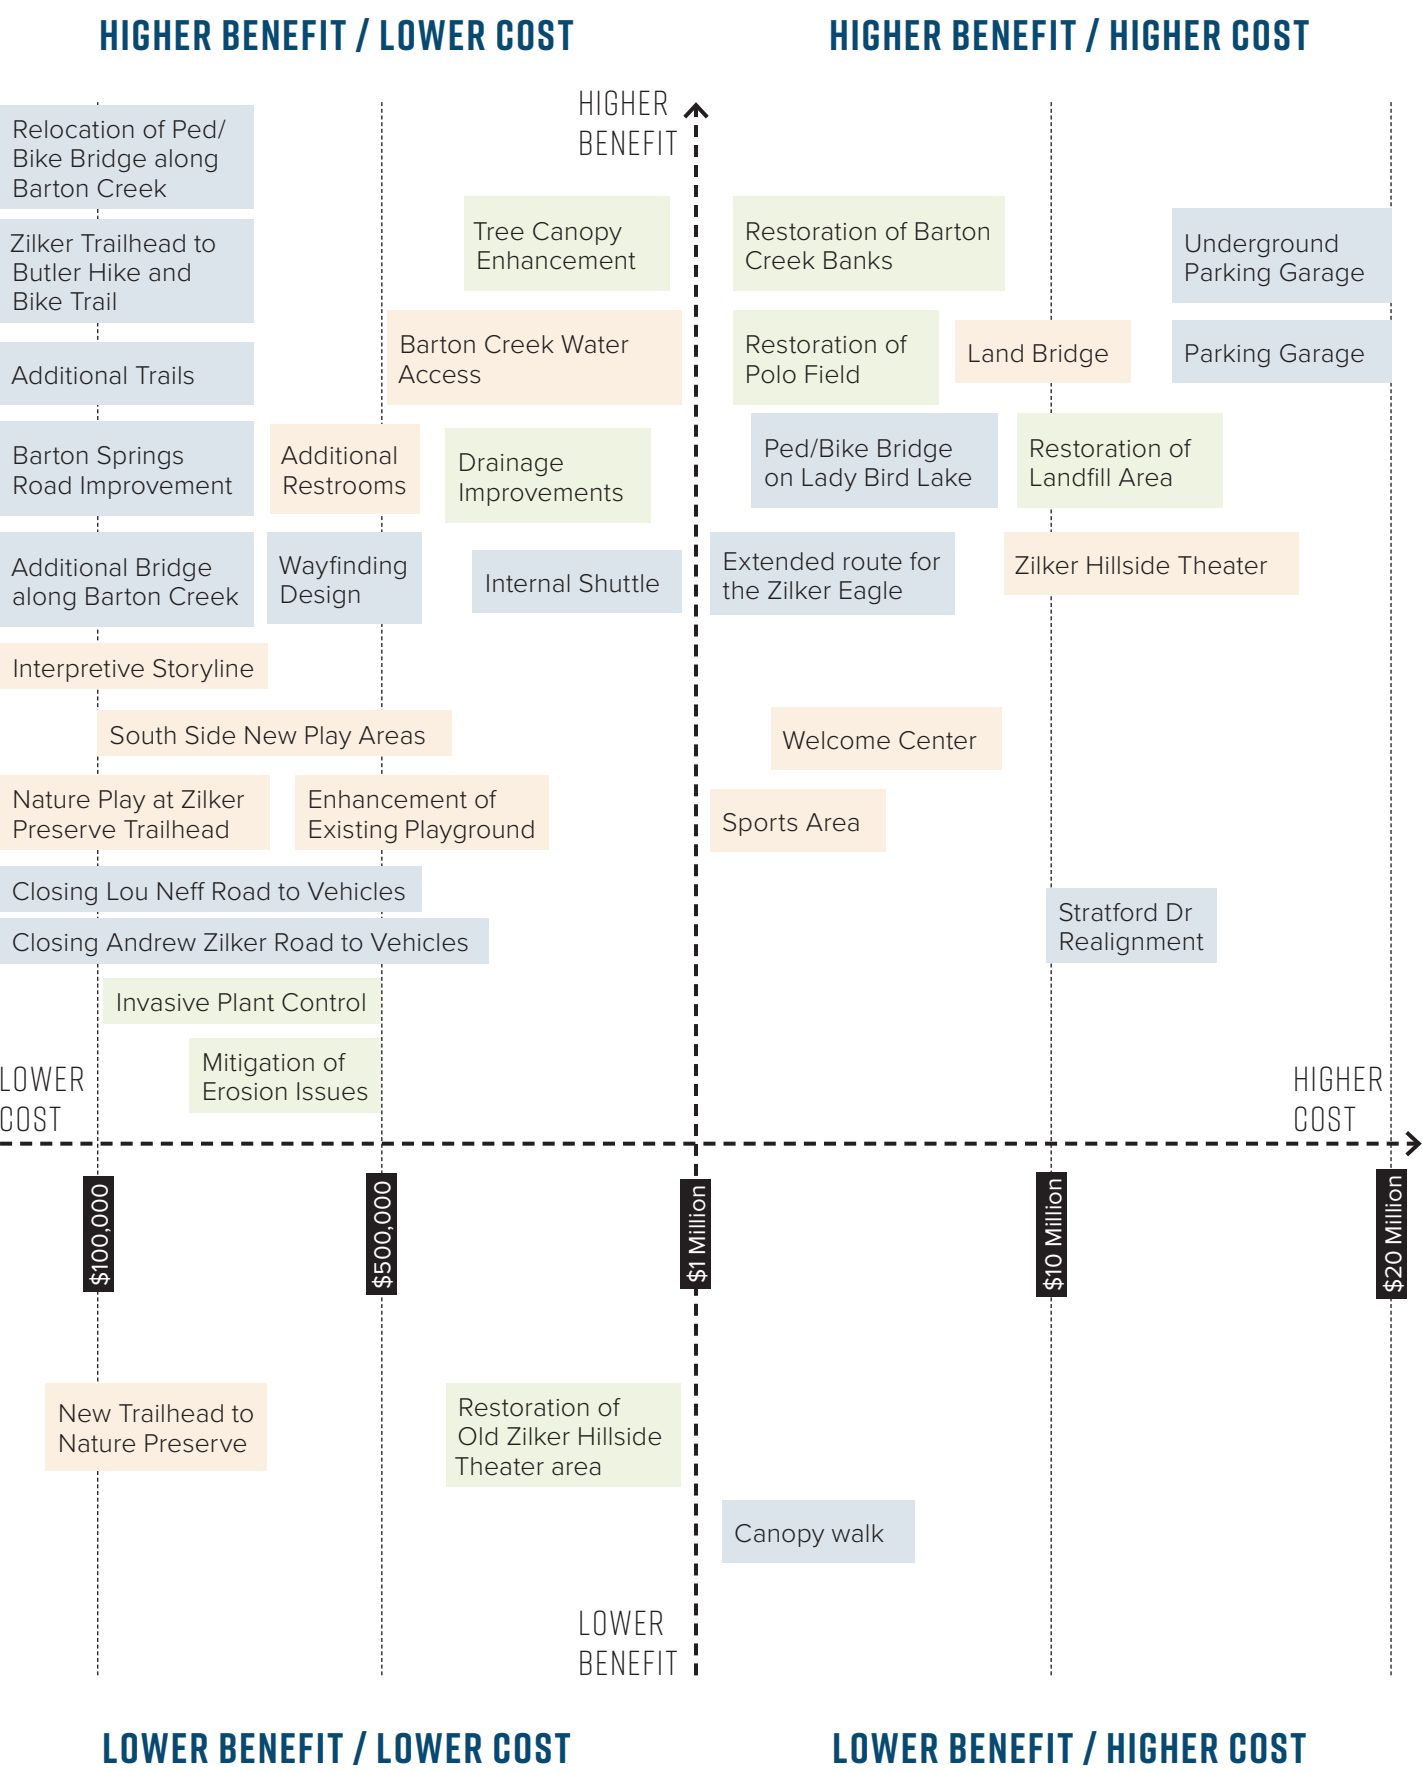 HIGHER BENEFIT / LOWER COST
HIGHER BENEFIT / HIGHER COST
HIGHER
BENEFIT
Relocation of Ped/
Bike Bridge along
Barton Creek
Zilker Trailhead to
Butler Hike and
Bike Trail
Additional Trails
Barton Springs
Road Improvement
Additional Bridge
along Barton Creek
Tree Canopy
Enhancement
Barton Creek Water
Access
Additional
Restrooms
Drainage
Improvements
Wayfinding
Design
Internal Shuttle
Interpretive Storyline
South Side New Play Areas
Nature Play at Zilker
Preserve Trailhead
Enhancement of
Existing Playground
Closing Lou Neff Road to Vehicles
Closing Andrew Zilker Road to Vehicles
Invasive Plant Control
Mitigation of
Erosion Issues
Restoration of Barton
Creek Banks
Underground
Parking Garage
Restoration of
Polo Field
Land Bridge
Parking Garage
Ped/Bike Bridge
on Lady Bird Lake
Restoration of
Landfill Area
Extended route for
the Zilker Eagle
Zilker Hillside Theater
Welcome Center
Sports Area
Stratford Dr
Realignment
LOWER
COST
HIGHER
COST
$100,000
$500,000
$1 Million
$10 Million
$20 Million
New Trailhead to
Nature Preserve
Restoration of
Old Zilker Hillside
Theater area
Canopy walk
LOWER
BENEFIT
LOWER BENEFIT / LOWER COST
LOWER BENEFIT / HIGHER COST